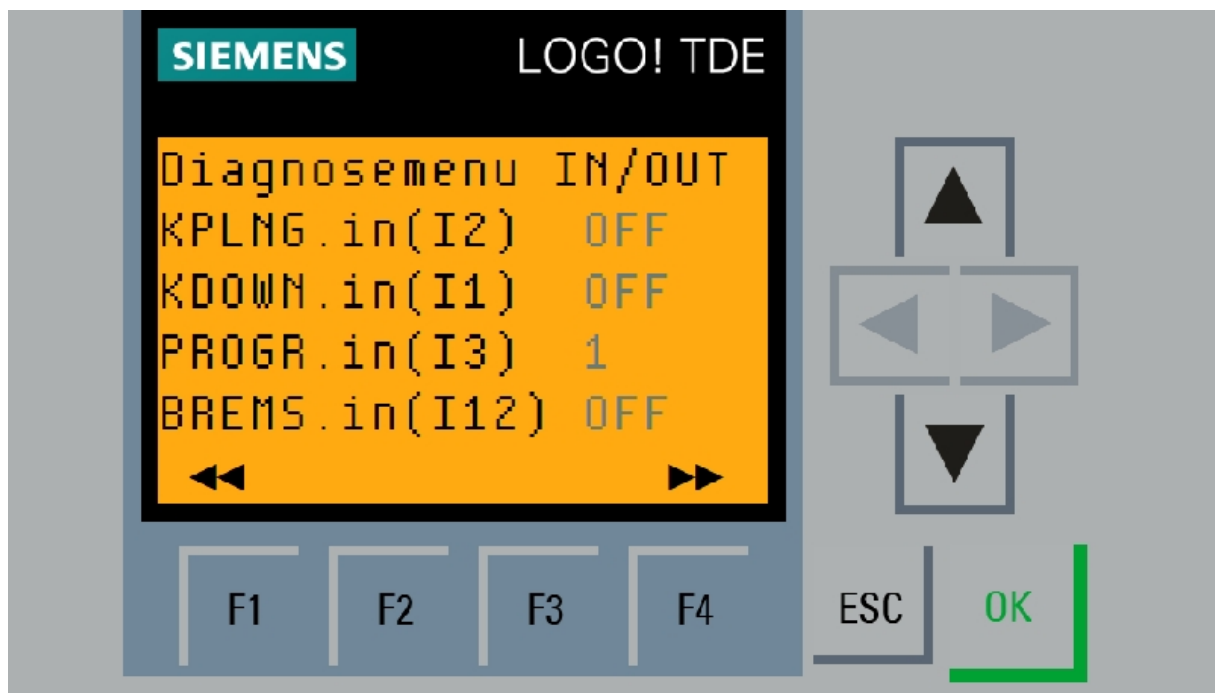 SIEMENS LOGO! TDE
Diagnosemenu IN/OUT
KPLNG.in(I2) OFF
KDOWN.in(I1) OFF
PROGR.in(I3) 1
BREMS.in(I12) OFF
F1 F2 F3 F4 ESC OK